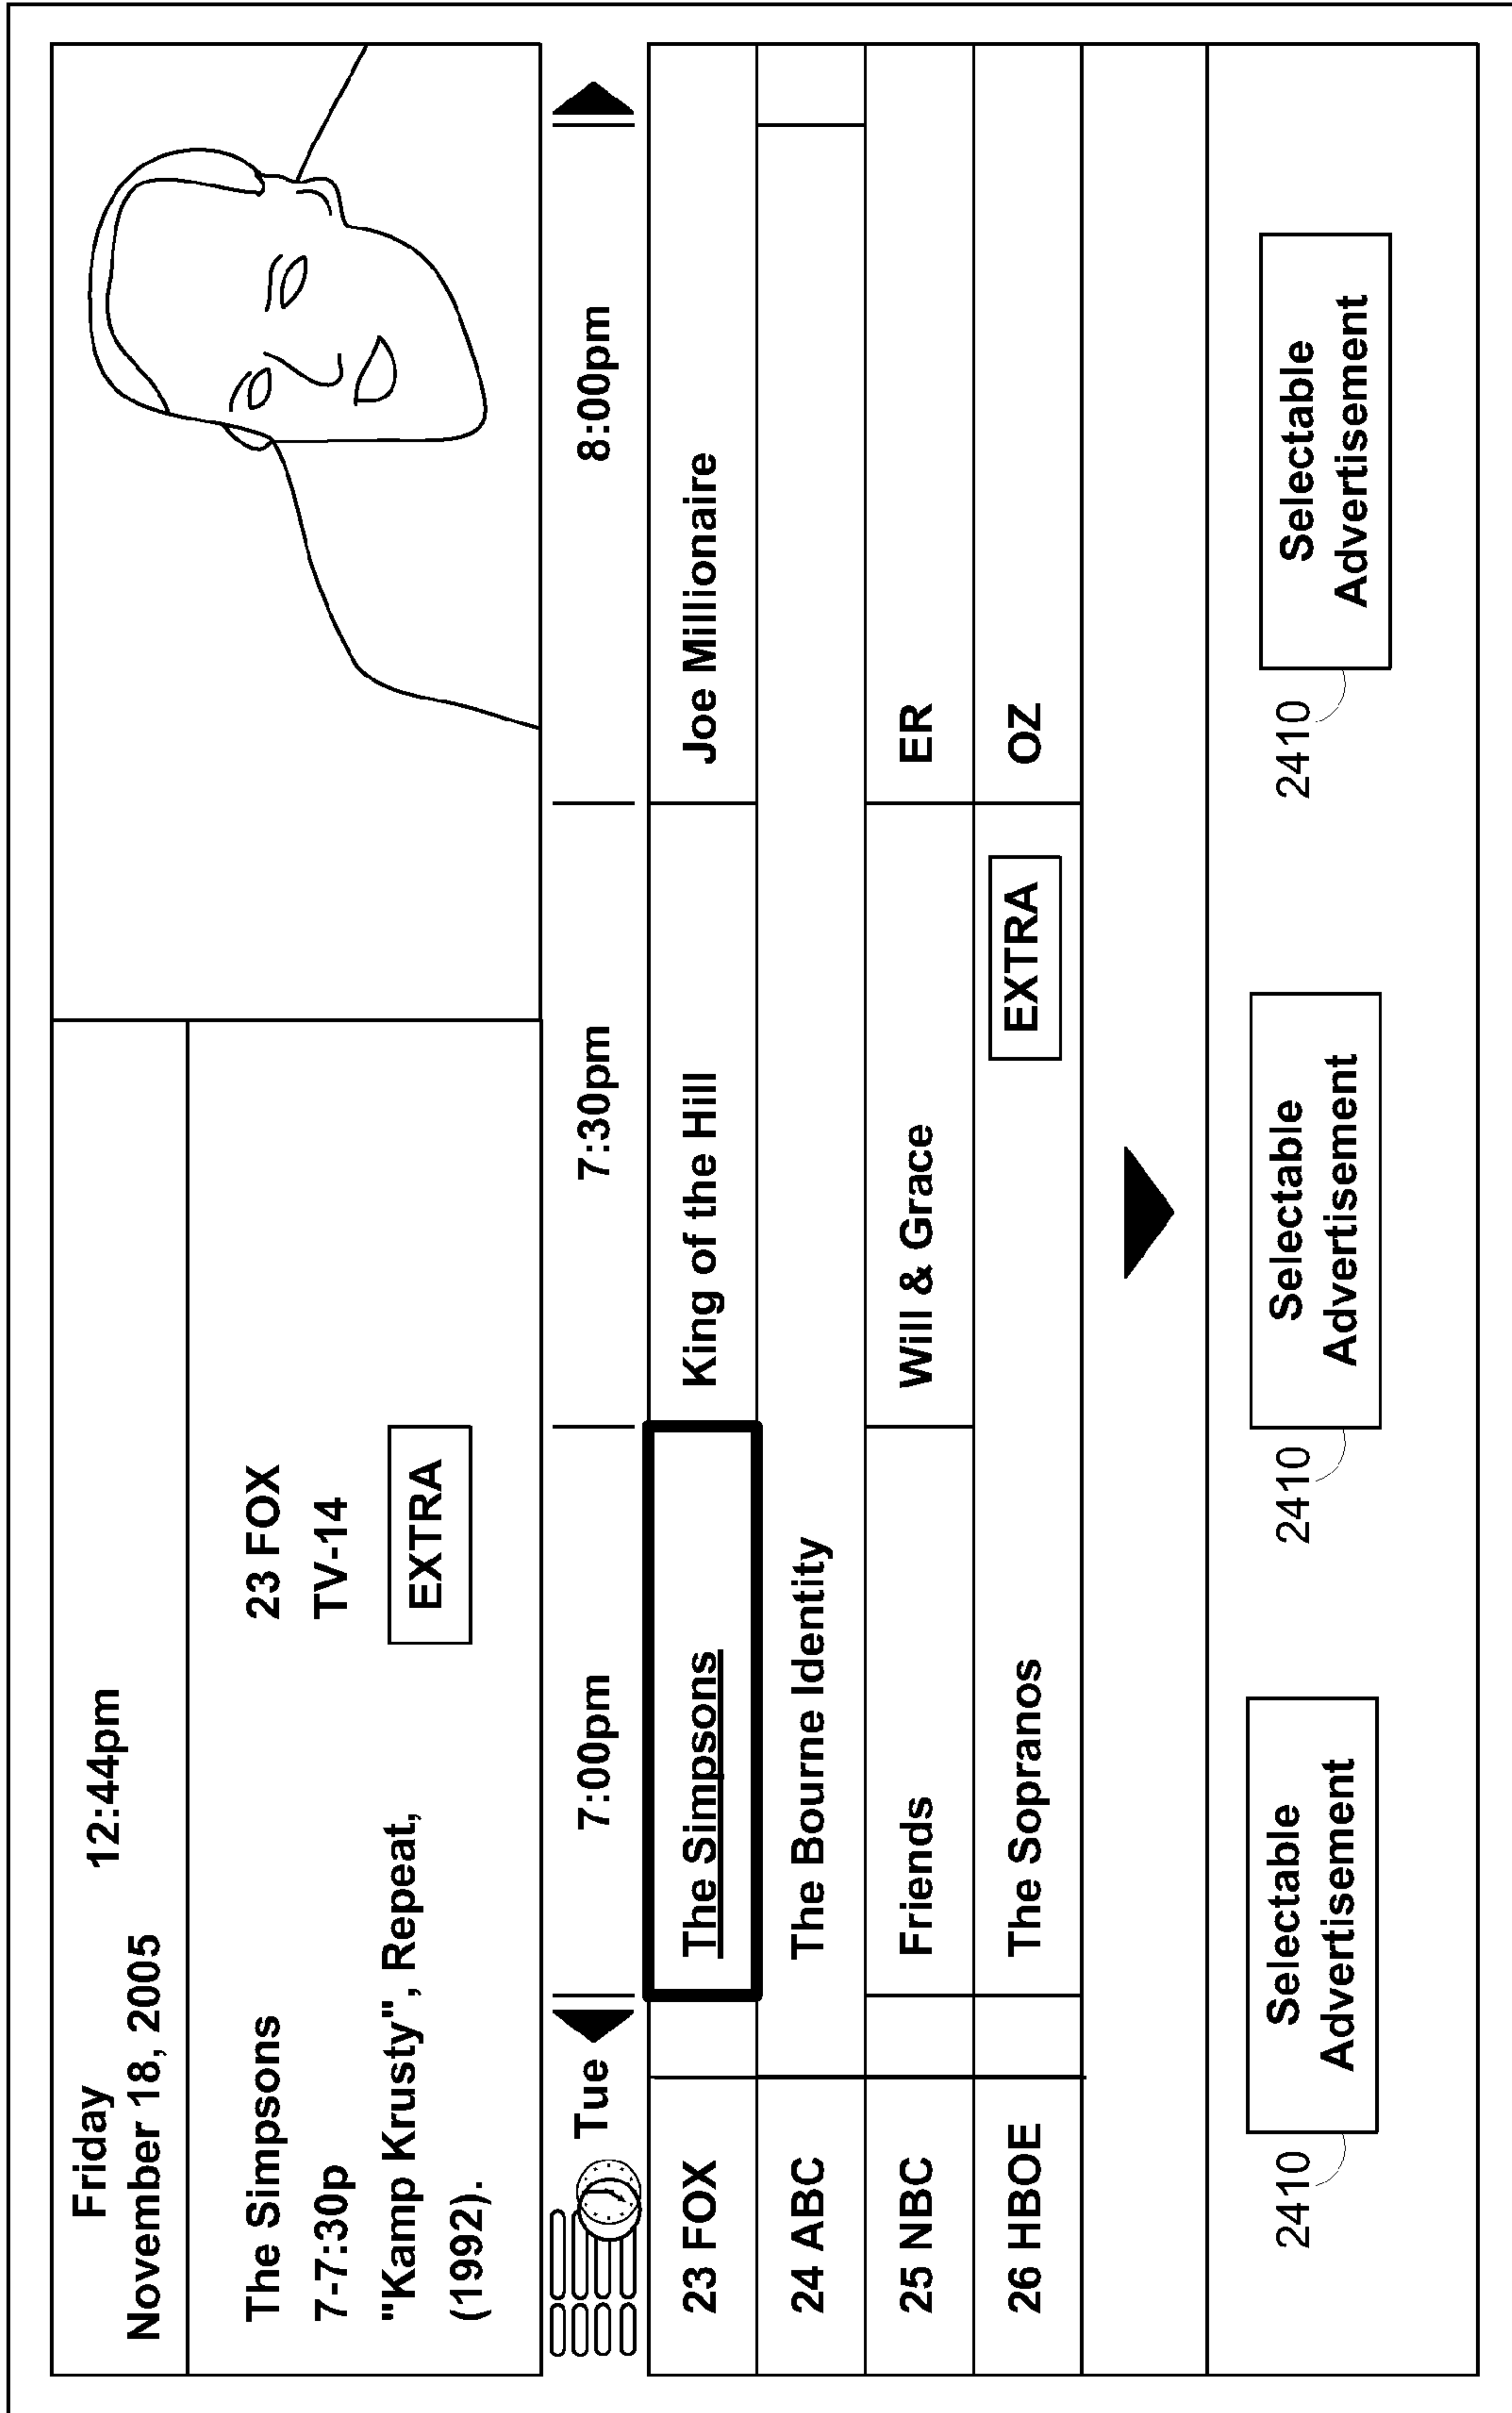 Friday
November 18, 2005
12:44pm
The Simpsons
23 FOX
7-7:30p
TV-14
"Kamp Krusty", Repeat,
EXTRA
(1992).
Tue
7:00pm
7:30pm
8:00pm
23 FOX
The Simpsons
King of the Hill
Joe Millionaire
24 ABC
The Bourne Identity
25 NBC
Friends
Will & Grace
ER
26 HBOE
The Sopranos
EXTRA
OZ
Selectable
Advertisement
2410
Selectable
Advertisement
2410
Selectable
Advertisement
2410